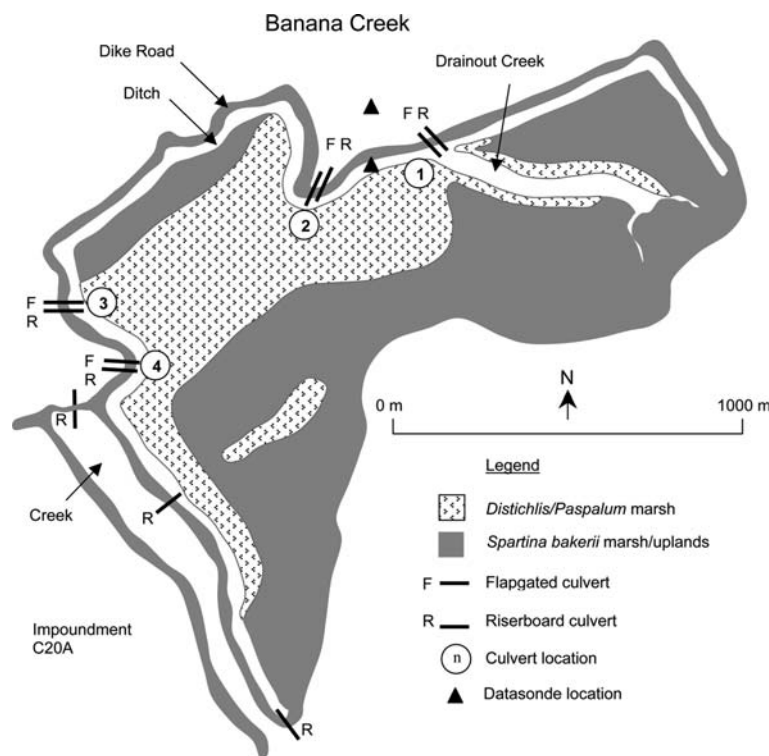 Banana Creek
Dike Road
Drainout Creek
Ditch
F R
F R
1
2
F
R
3
F
R
4
R
N
0 m
1000 m
R
Creek
Legend
Distichlis/Paspalum marsh
Spartina bakerii marsh/uplands
F Flapgated culvert
R Riserboard culvert
n Culvert location
Datasonde location
Impoundment
C20A
R